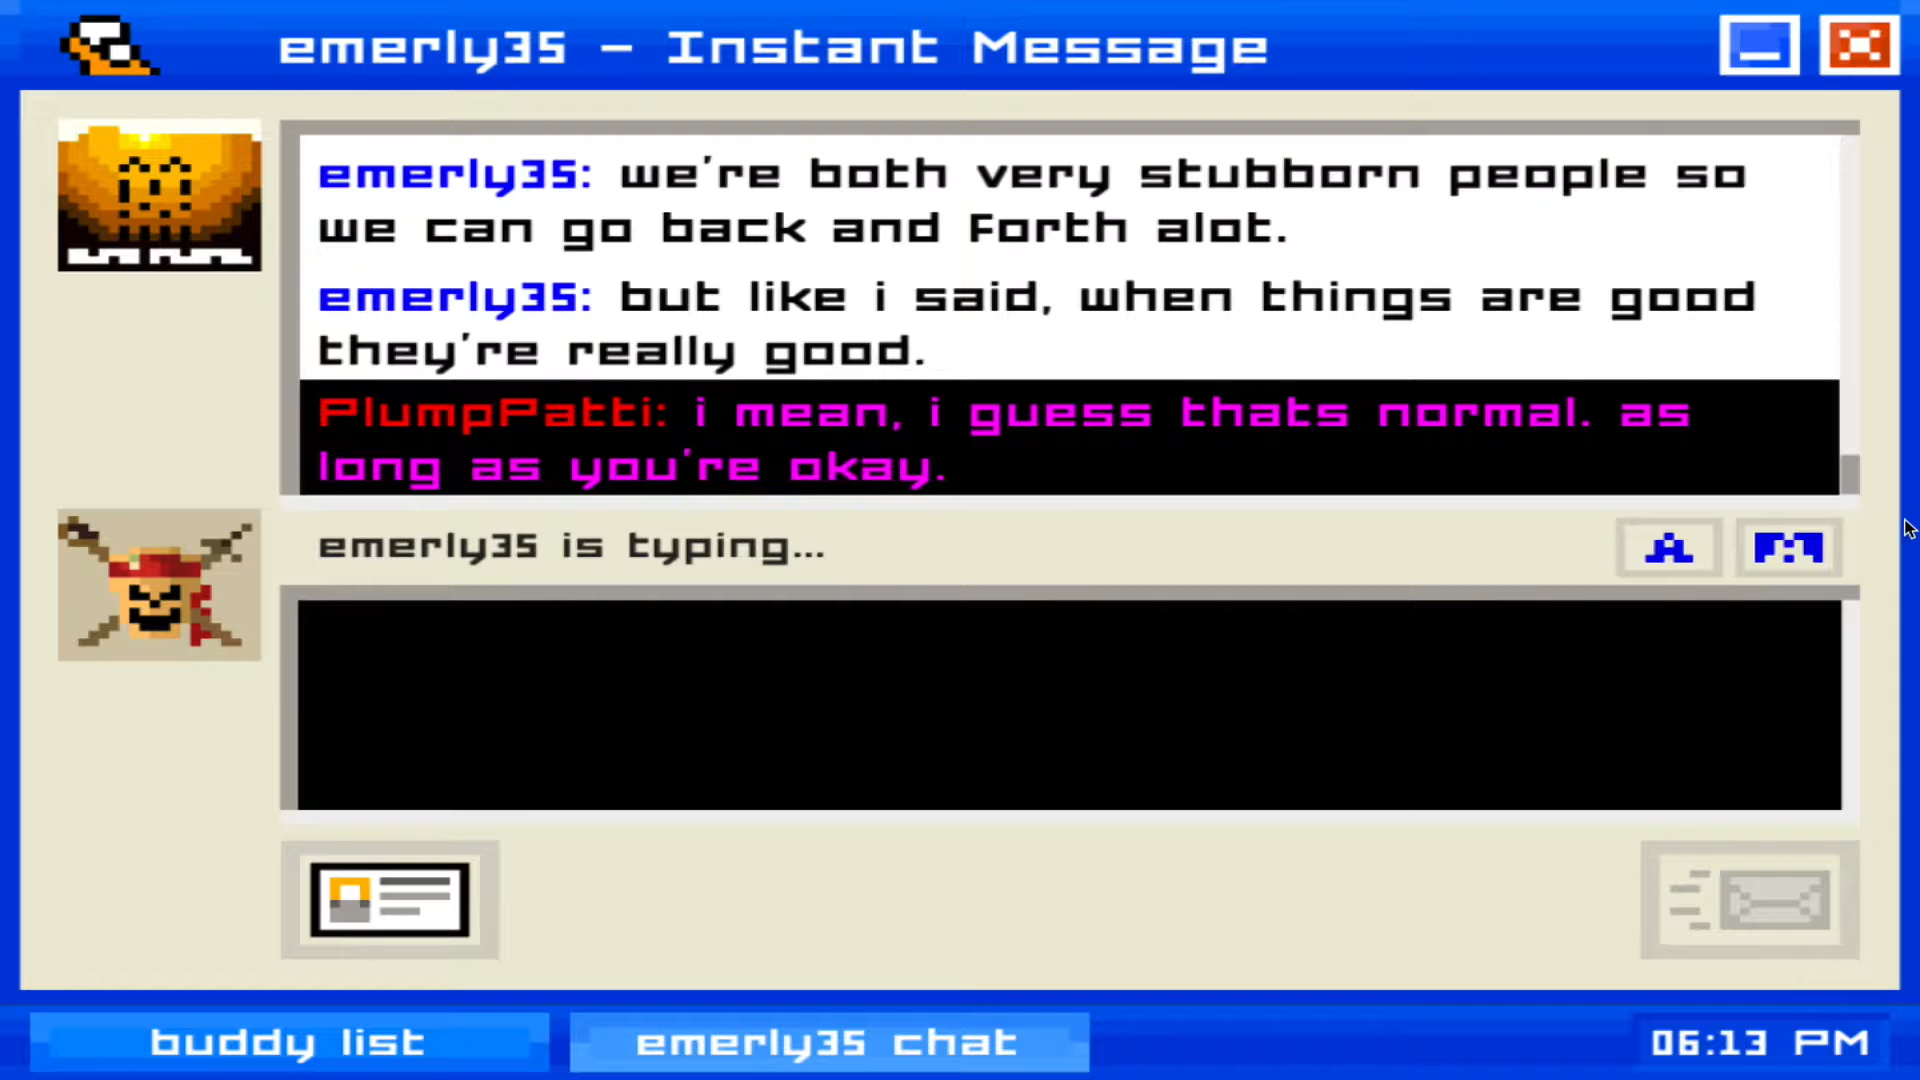 emerly35 - Instant Message
emerly35: we're both very stubborn people so
we can go back and forth alot.
emerly35: but like i said, when things are good
they're really good.
PlumpPatti: i mean, i guess thats normal. as
long as you're okay.
emerly35 is typing...
A
buddy list
emerly35 chat
06:13 PM